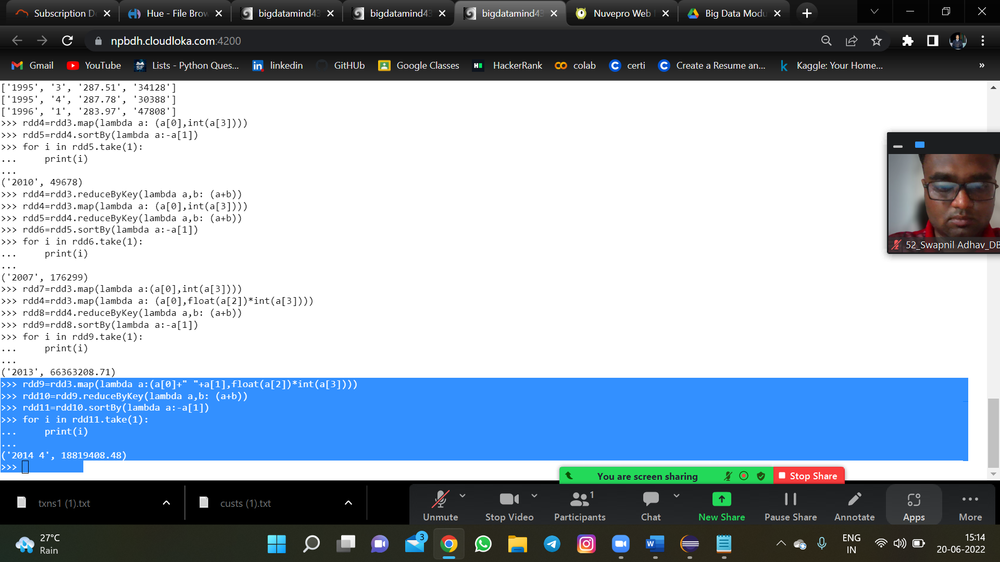 Subscription D
Hue - File Brow
bigdatamind43
bigdatamind43
bigdatamind43
Nuvepro Web
Big Data Modu
npbdh.cloudloka.com:4200
Gmail
YouTube
Lists - Python Ques...
linkedin
GitHUb
Google Classes
HackerRank
colab
certi
Create a Resume an...
Kaggle: Your Home...
»
['1995', '3', '287.51', '34128']
['1995', '4', '287.78', '30388']
['1996', '1', '283.97', '47808']
>>> rdd4=rdd3.map(lambda a: (a[0],int(a[3])))
>>> rdd5=rdd4.sortBy(lambda a:-a[1])
>>> for i in rdd5.take(1):
...     print(i)
...
('2010', 49678)
>>> rdd4=rdd3.reduceByKey(lambda a,b: (a+b))
>>> rdd4=rdd3.map(lambda a: (a[0],int(a[3])))
>>> rdd5=rdd4.reduceByKey(lambda a,b: (a+b))
>>> rdd6=rdd5.sortBy(lambda a:-a[1])
>>> for i in rdd6.take(1):
...     print(i)
...
('2007', 176299)
>>> rdd7=rdd3.map(lambda a:(a[0],int(a[3])))
>>> rdd4=rdd3.map(lambda a: (a[0],float(a[2])*int(a[3])))
>>> rdd8=rdd4.reduceByKey(lambda a,b: (a+b))
>>> rdd9=rdd8.sortBy(lambda a:-a[1])
>>> for i in rdd9.take(1):
...     print(i)
...
('2013', 66363208.71)
>>> rdd9=rdd3.map(lambda a:(a[0]+" "+a[1],float(a[2])*int(a[3])))
>>> rdd10=rdd9.reduceByKey(lambda a,b: (a+b))
>>> rdd11=rdd10.sortBy(lambda a:-a[1])
>>> for i in rdd11.take(1):
...     print(i)
...
('2014 4', 18819408.48)
>>>
52_Swapnil Adhav_DB
You are screen sharing
Stop Share
txns1 (1).txt
custs (1).txt
Unmute
Stop Video
1
Participants
Chat
New Share
Pause Share
Annotate
Apps
More
27°C
Rain
3
ENG
IN
15:14
20-06-2022